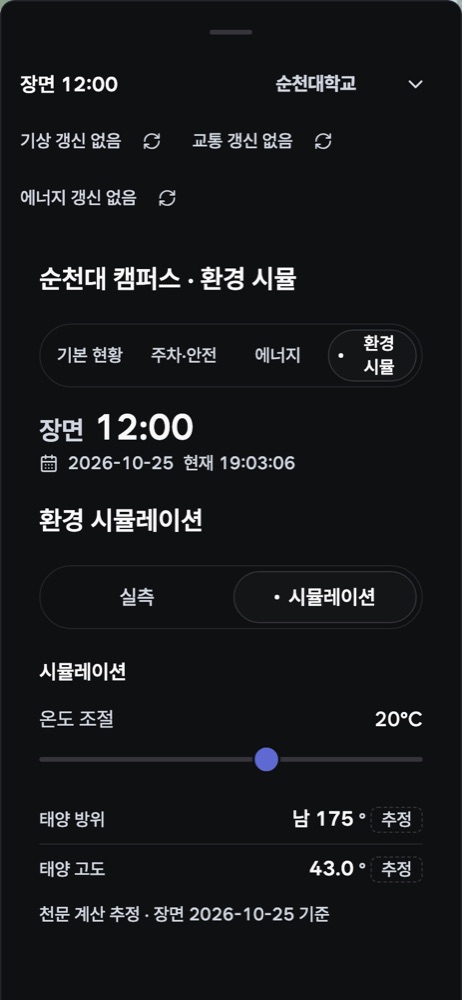 장면 12:00 순천대학교
기상 갱신 없음 교통 갱신 없음
에너지 갱신 없음
순천대 캠퍼스 · 환경 시뮬
기본 현황 주차·안전 에너지 • 환경 시뮬
장면 12:00
2026-10-25 현재 19:03:06
환경 시뮬레이션
실측 • 시뮬레이션
시뮬레이션
온도 조절 20°C
태양 방위 남 175 ° 추정
태양 고도 43.0 ° 추정
천문 계산 추정 · 장면 2026-10-25 기준